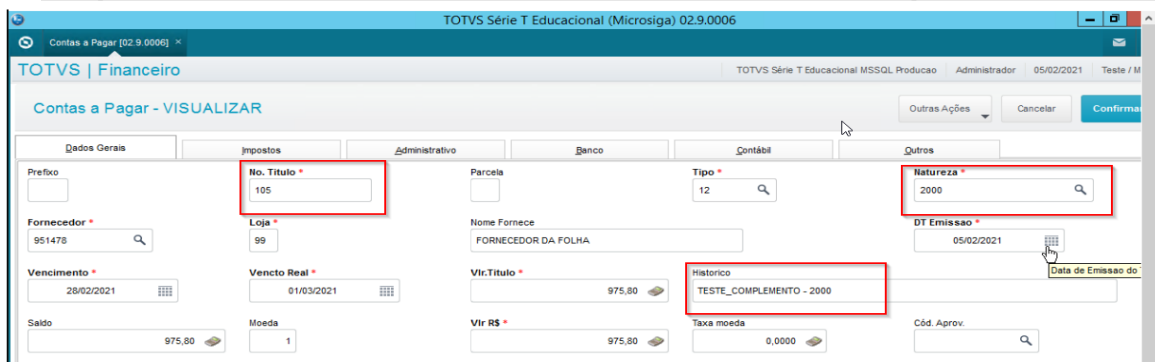 TOTVS Série T Educacional (Microsiga) 02.9.0006
Contas a Pagar [02.9.0006] ×
TOTVS | Financeiro
TOTVS Série T Educacional MSSQL Producao Administrador 05/02/2021 Teste / M
Contas a Pagar - VISUALIZAR
Outras Ações Cancelar Confirma
Dados Gerais Impostos Administrativo Banco Contábil Outros
Prefixo No. Titulo * Parcela Tipo * Natureza *
105 12 2000
Fornecedor * Loja * Nome Fornece DT Emissao *
951478 99 FORNECEDOR DA FOLHA 05/02/2021
Vencimento * Vencto Real * Vlr.Titulo * Historico Data de Emissao do
28/02/2021 01/03/2021 975,80 TESTE_COMPLEMENTO - 2000
Saldo Moeda Vlr R$ * Taxa moeda Cód. Aprov.
975,80 1 975,80 0,0000